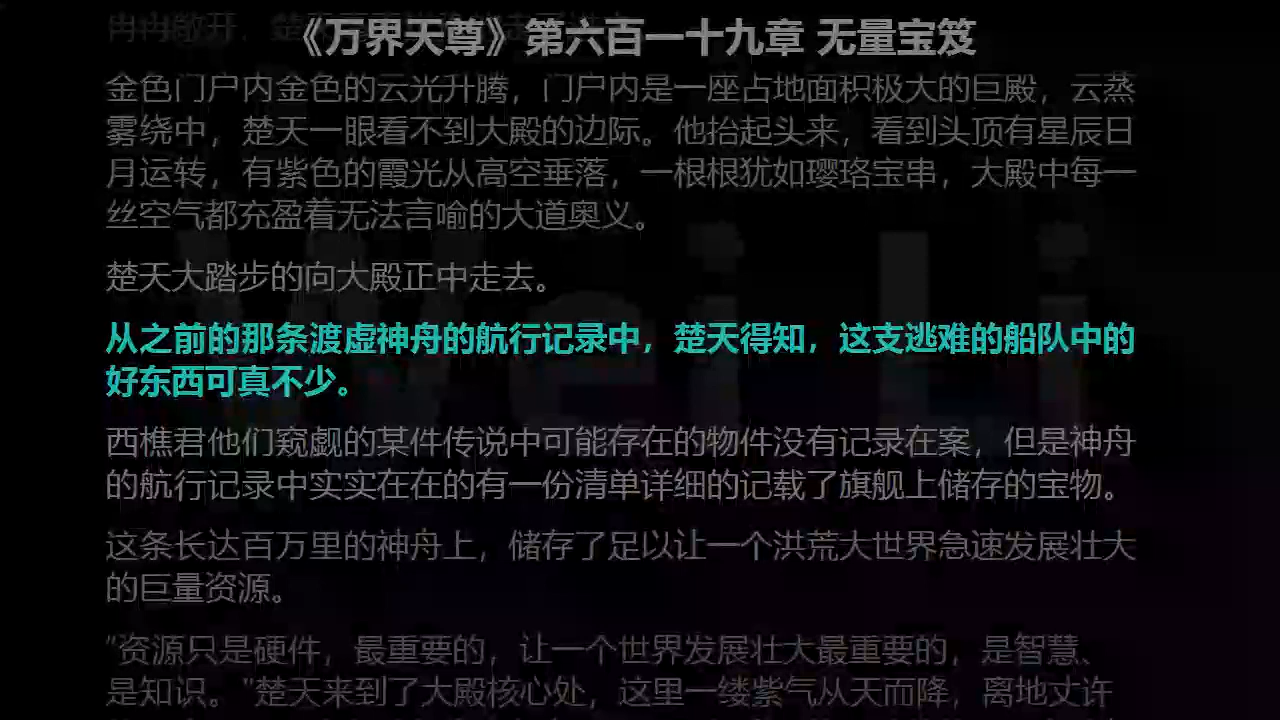 《万界天尊》第六百一十九章 无量宝笈
金色门户内金色的云光升腾，门户内是一座占地面积极大的巨殿，云蒸
雾绕中，楚天一眼看不到大殿的边际。他抬起头来，看到头顶有星辰日
月运转，有紫色的霞光从高空垂落，一根根犹如璎珞宝串，大殿中每一
丝空气都充盈着无法言喻的大道奥义。
楚天大踏步的向大殿正中走去。
从之前的那条渡虚神舟的航行记录中，楚天得知，这支逃难的船队中的
好东西可真不少。
西樵君他们窥觑的某件传说中可能存在的物件没有记录在案，但是神舟
的航行记录中实实在在的有一份清单详细的记载了旗舰上储存的宝物。
这条长达百万里的神舟上，储存了足以让一个洪荒大世界急速发展壮大
的巨量资源。
"资源只是硬件，最重要的，让一个世界发展壮大最重要的，是智慧、
是知识。"楚天来到了大殿核心处，这里一缕紫气从天而降，离地丈许